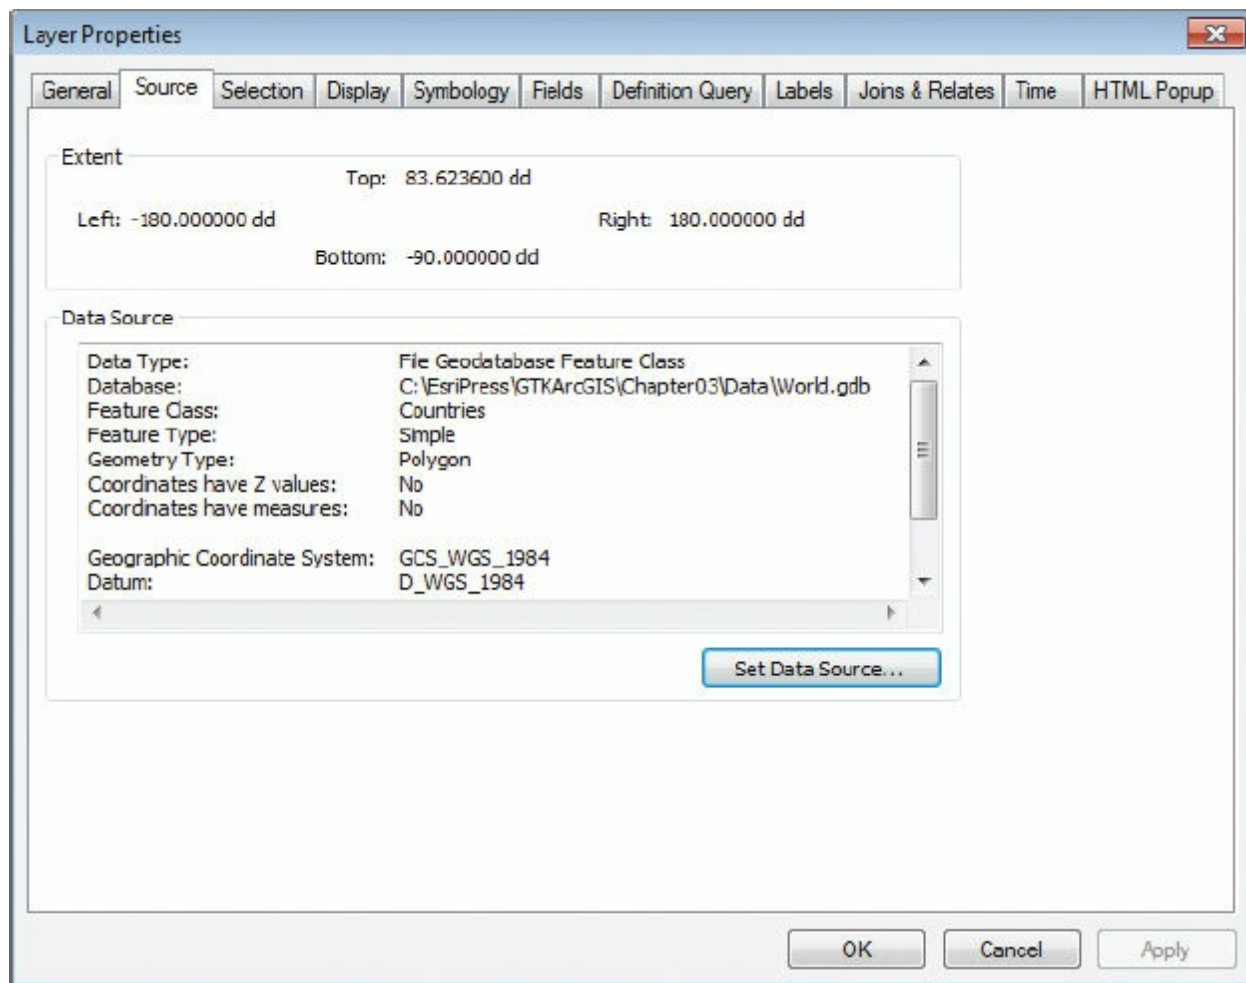 Layer Properties
General Source Selection Display Symbology Fields Definition Query Labels Joins & Relates Time HTML Popup
Extent
Top: 83.623600 dd
Left: -180.000000 dd Right: 180.000000 dd
Bottom: -90.000000 dd
Data Source
Data Type: File Geodatabase Feature Class
Database: C:\EsriPress\GTKArcGIS\Chapter03\Data\World.gdb
Feature Class: Countries
Feature Type: Simple
Geometry Type: Polygon
Coordinates have Z values: No
Coordinates have measures: No
Geographic Coordinate System: GCS_WGS_1984
Datum: D_WGS_1984
Set Data Source...
OK Cancel Apply